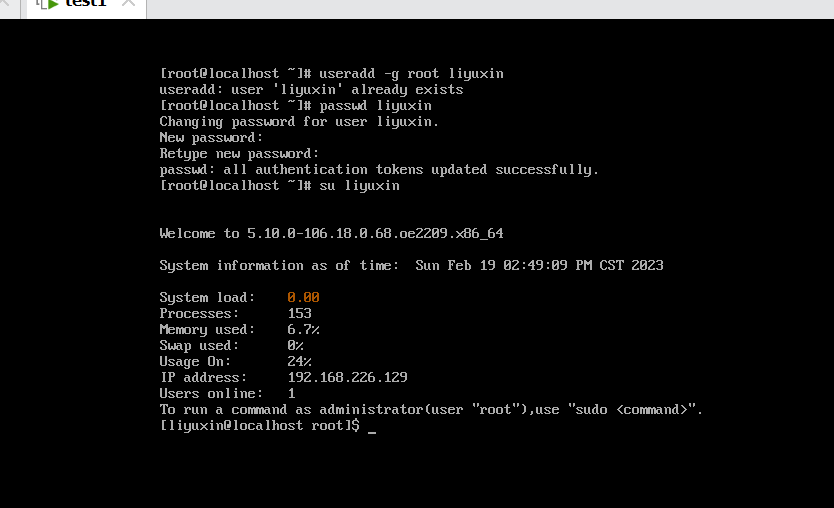 test1
[root@localhost ~]# useradd -g root liyuxin
useradd: user 'liyuxin' already exists
[root@localhost ~]# passwd liyuxin
Changing password for user liyuxin.
New password:
Retype new password:
passwd: all authentication tokens updated successfully.
[root@localhost ~]# su liyuxin
Welcome to 5.10.0-106.18.0.68.oe2209.x86_64
System information as of time:  Sun Feb 19 02:49:09 PM CST 2023
System load:    0.00
Processes:      153
Memory used:    6.7%
Swap used:      0%
Usage On:       24%
IP address:     192.168.226.129
Users online:   1
To run a command as administrator(user "root"),use "sudo <command>".
[liyuxin@localhost root]$ _